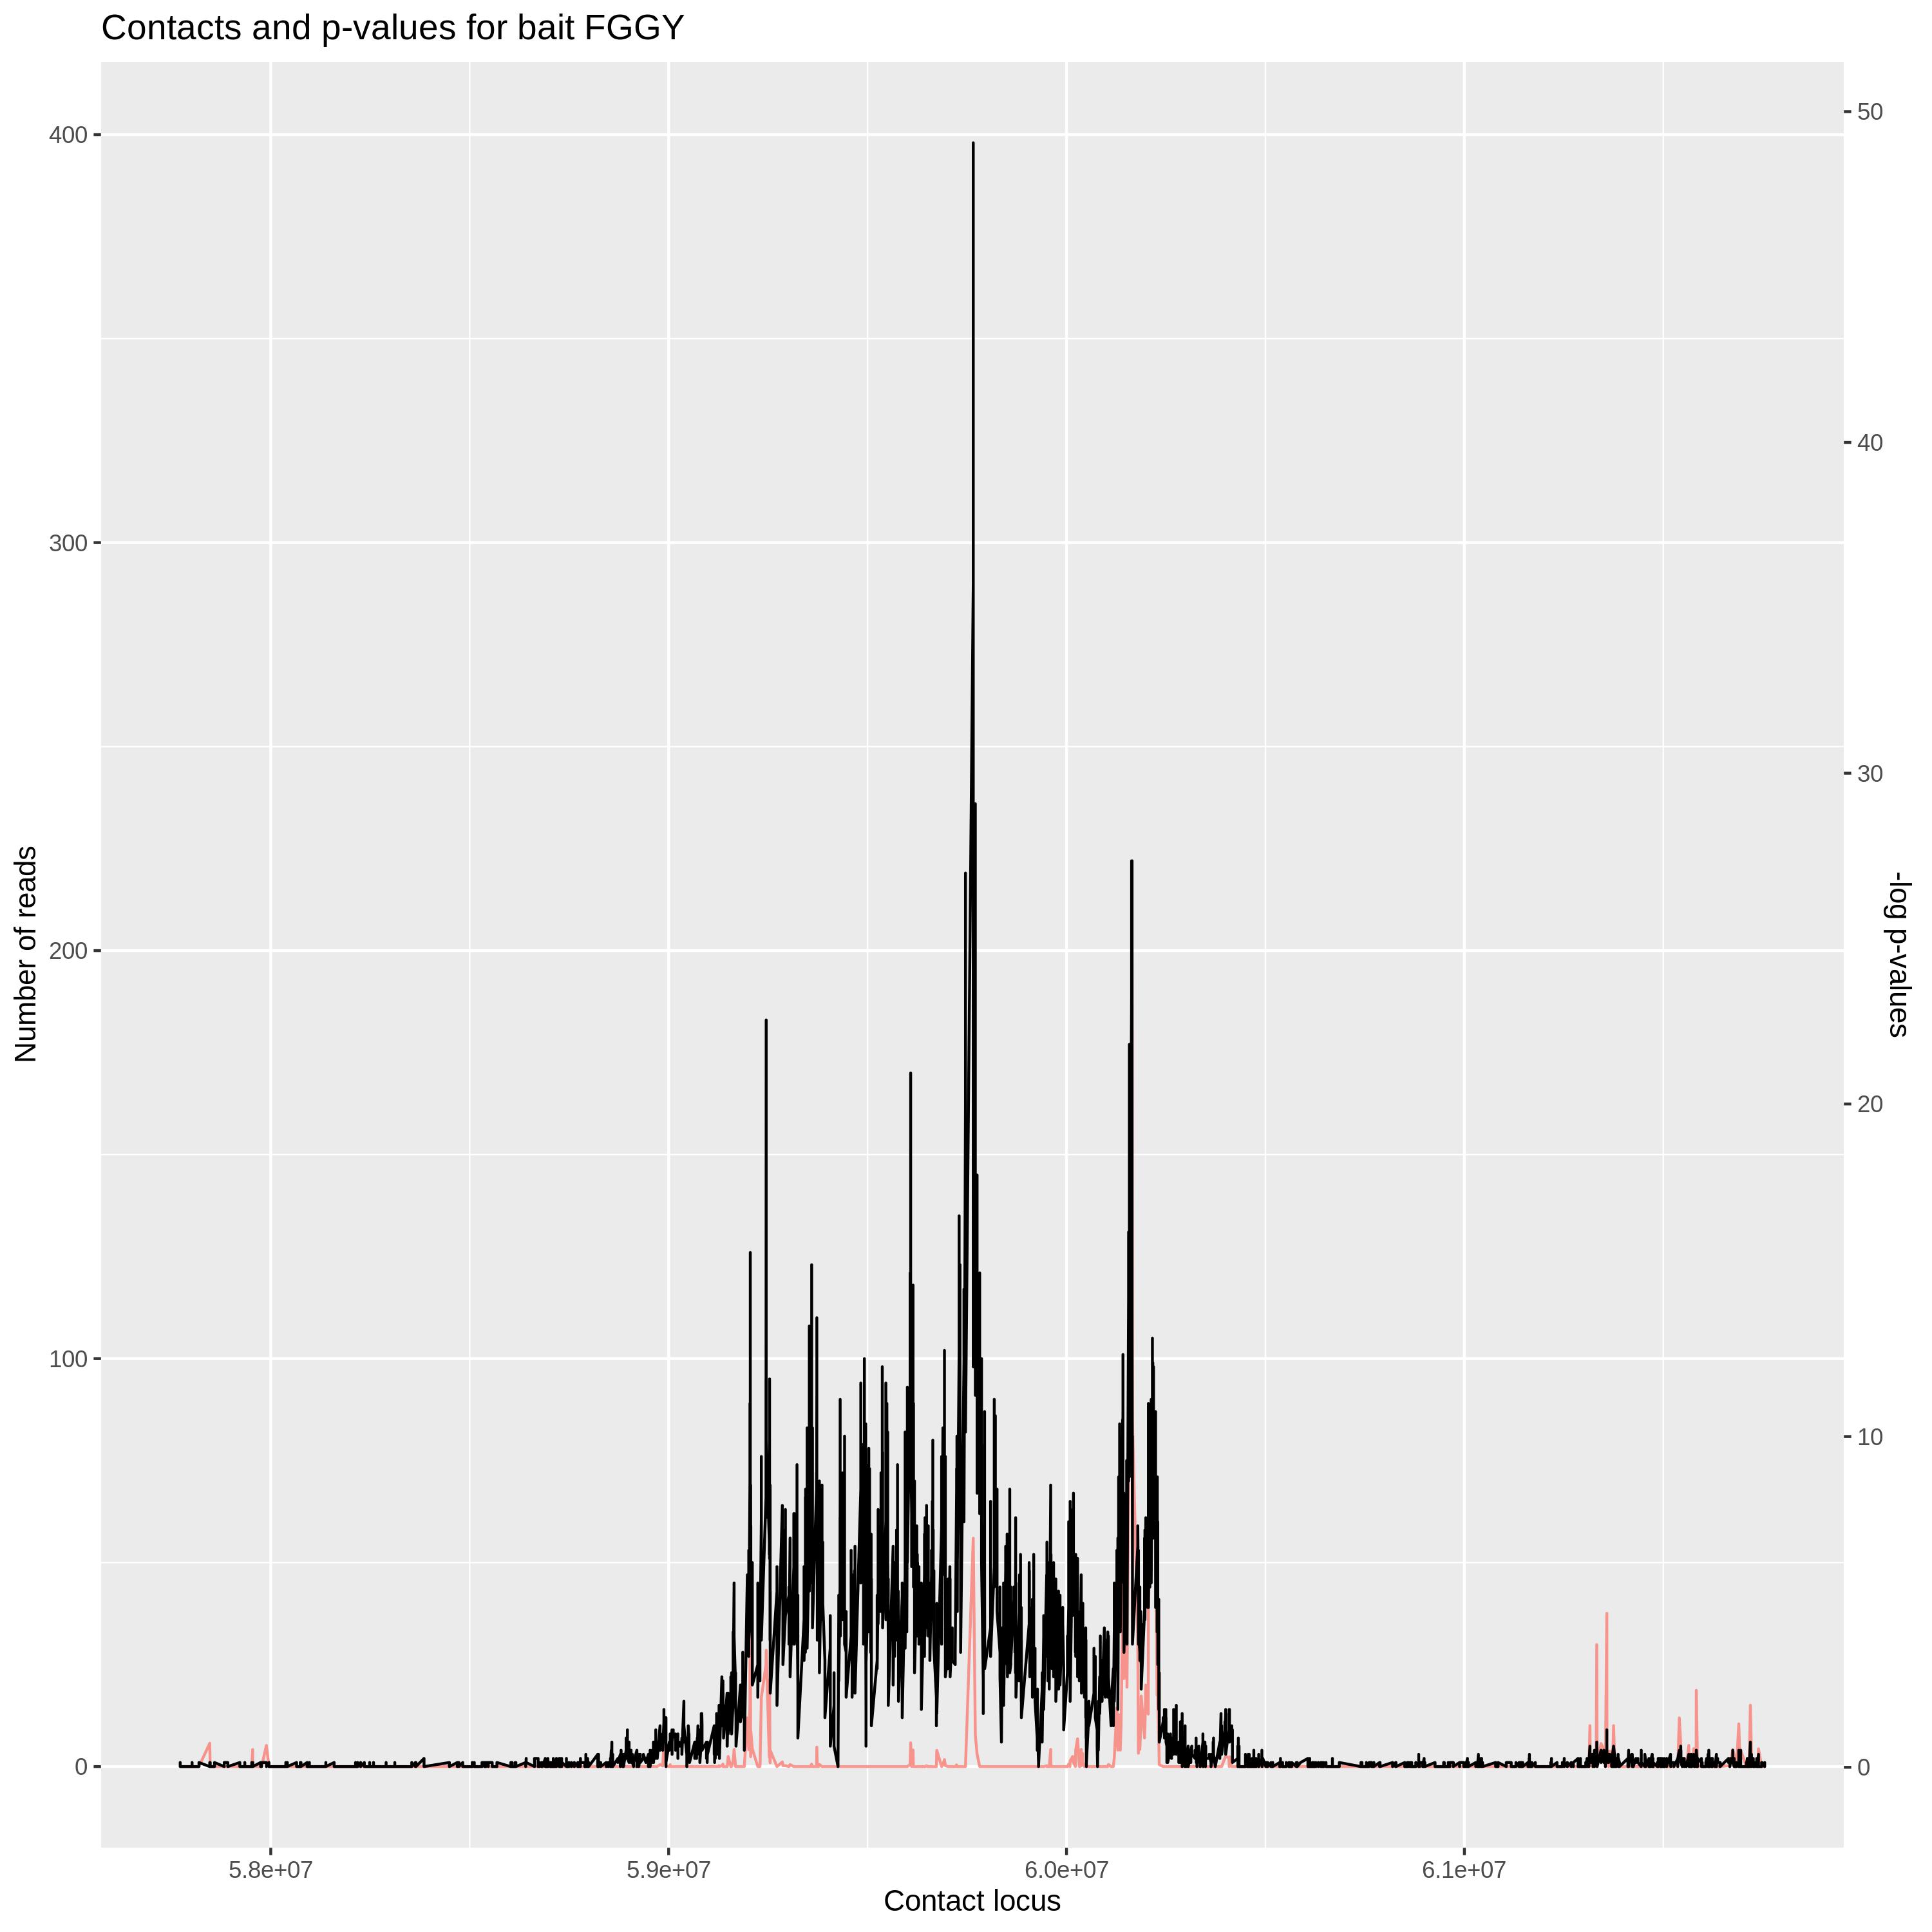 Contacts and p-values for bait FGGY
400
300
200
100
0
Number of reads
50
40
30
20
10
0
-log p-values
5.8e+07
5.9e+07
6.0e+07
6.1e+07
Contact locus